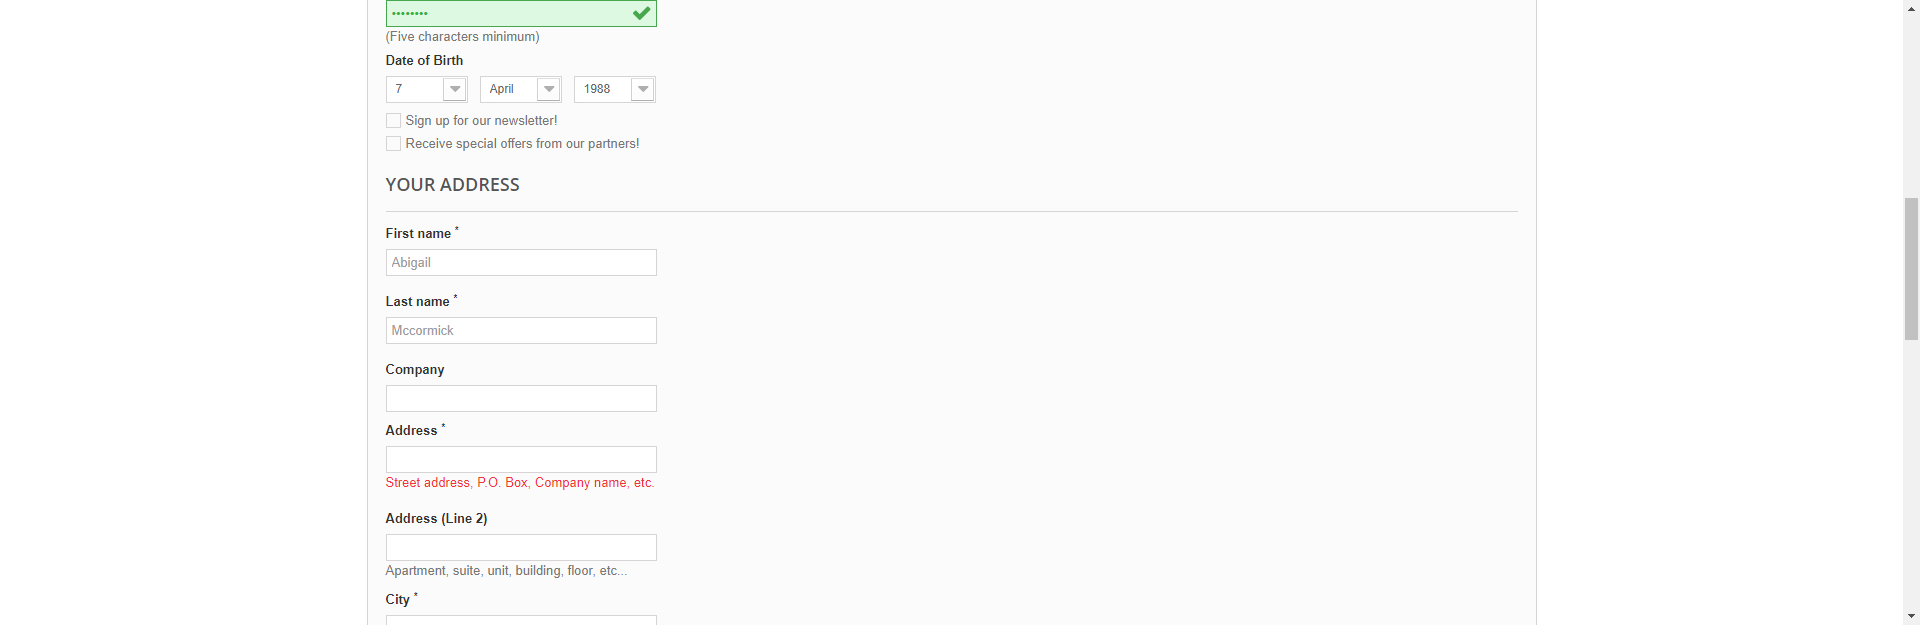 ••••••••
(Five characters minimum)
Date of Birth
7 April 1988
Sign up for our newsletter!
Receive special offers from our partners!
YOUR ADDRESS
First name *
Abigail
Last name *
Mccormick
Company
Address *
Street address, P.O. Box, Company name, etc.
Address (Line 2)
Apartment, suite, unit, building, floor, etc...
City *